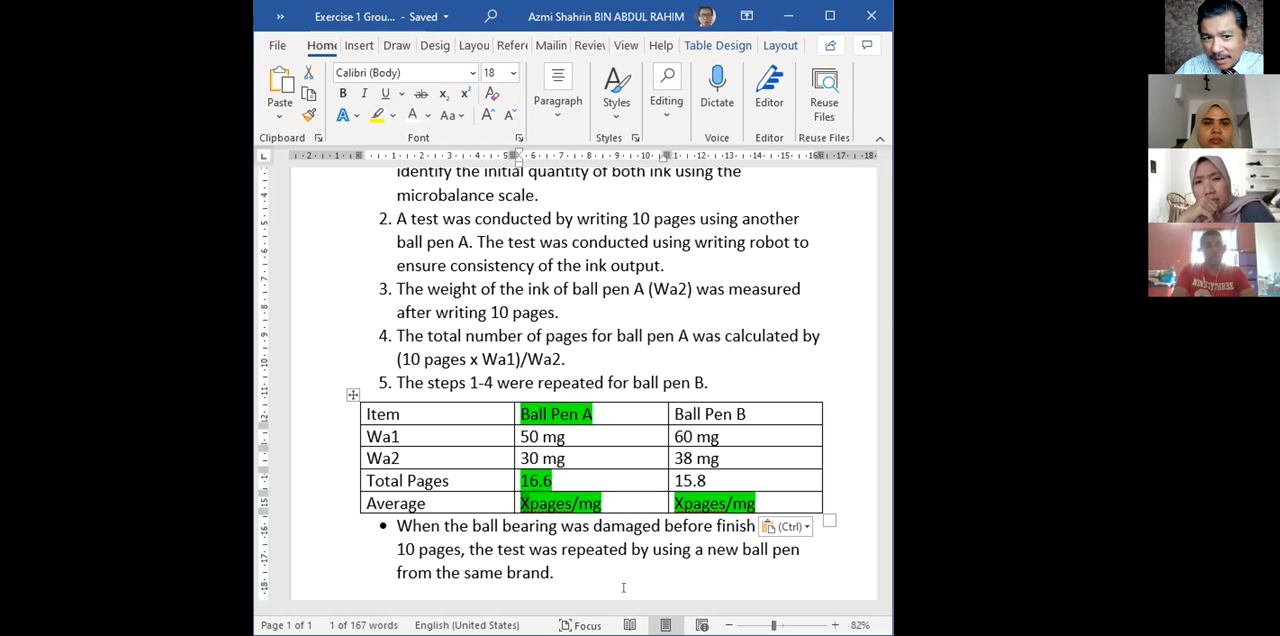 Exercise 1 Grou... - Saved
Azmi Shahrin BIN ABDUL RAHIM
File Home Insert Draw Desig Layou Refere Mailin Review View Help Table Design Layout
Calibri (Body) 18
Paste
B I U ab x₂ x²
A A Aa A A
Paragraph
Styles
Editing
Dictate
Editor
Reuse Files
Clipboard Font Styles Voice Editor Reuse Files
identify the initial quantity of both ink using the
microbalance scale.
2. A test was conducted by writing 10 pages using another
ball pen A. The test was conducted using writing robot to
ensure consistency of the ink output.
3. The weight of the ink of ball pen A (Wa2) was measured
after writing 10 pages.
4. The total number of pages for ball pen A was calculated by
(10 pages x Wa1)/Wa2.
5. The steps 1-4 were repeated for ball pen B.
Item Ball Pen A Ball Pen B
Wa1 50 mg 60 mg
Wa2 30 mg 38 mg
Total Pages 16.6 15.8
Average Xpages/mg Xpages/mg
• When the ball bearing was damaged before finish (Ctrl)
10 pages, the test was repeated by using a new ball pen
from the same brand.
Page 1 of 1 1 of 167 words English (United States) Focus 82%